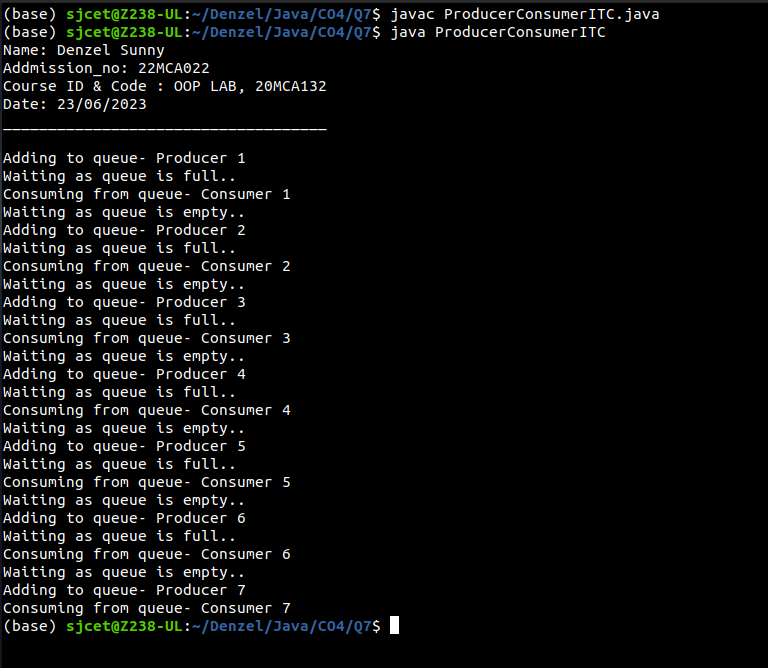 (base) sjcet@Z238-UL:~/Denzel/Java/CO4/Q7$ javac ProducerConsumerITC.java
(base) sjcet@Z238-UL:~/Denzel/Java/CO4/Q7$ java ProducerConsumerITC
Name: Denzel Sunny
Addmission_no: 22MCA022
Course ID & Code : OOP LAB, 20MCA132
Date: 23/06/2023
____________________________________
Adding to queue- Producer 1
Waiting as queue is full..
Consuming from queue- Consumer 1
Waiting as queue is empty..
Adding to queue- Producer 2
Waiting as queue is full..
Consuming from queue- Consumer 2
Waiting as queue is empty..
Adding to queue- Producer 3
Waiting as queue is full..
Consuming from queue- Consumer 3
Waiting as queue is empty..
Adding to queue- Producer 4
Waiting as queue is full..
Consuming from queue- Consumer 4
Waiting as queue is empty..
Adding to queue- Producer 5
Waiting as queue is full..
Consuming from queue- Consumer 5
Waiting as queue is empty..
Adding to queue- Producer 6
Waiting as queue is full..
Consuming from queue- Consumer 6
Waiting as queue is empty..
Adding to queue- Producer 7
Consuming from queue- Consumer 7
(base) sjcet@Z238-UL:~/Denzel/Java/CO4/Q7$